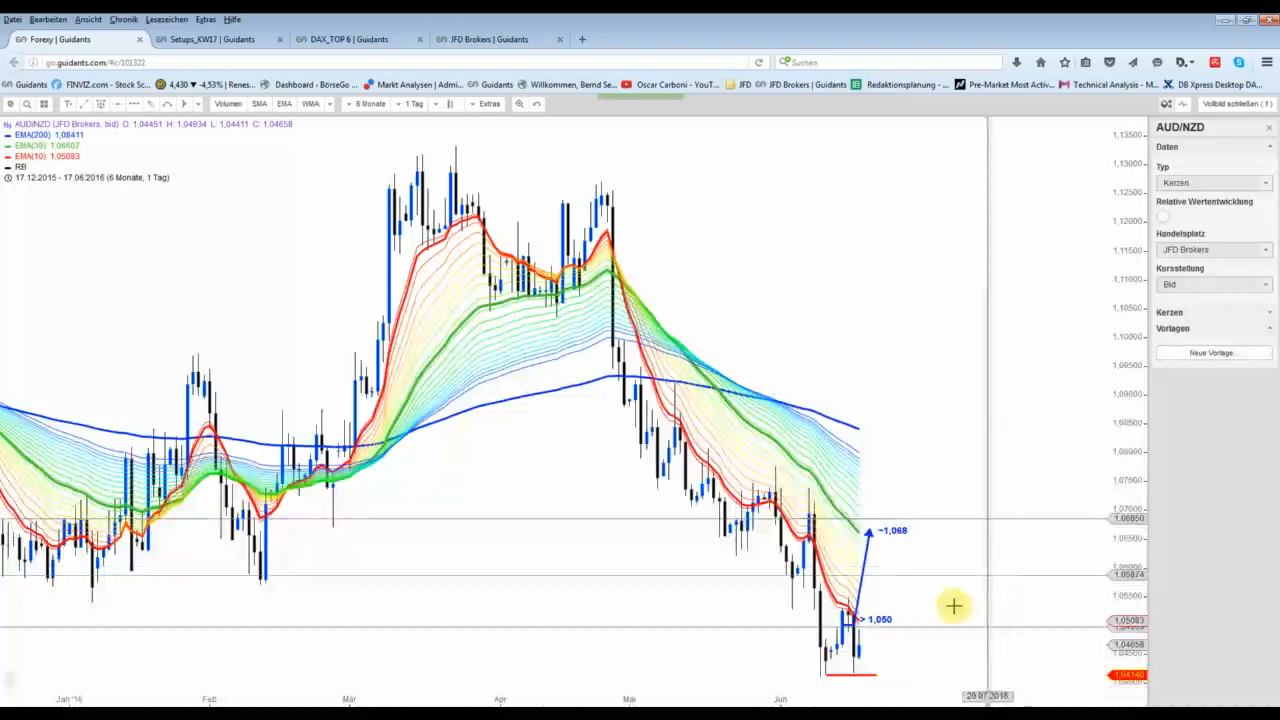 Datei Bearbeiten Ansicht Chronik Lesezeichen Extras Hilfe
Forexy | Guidants
Setups_KW17 | Guidants
DAX_TOP 6 | Guidants
JFD Brokers | Guidants
go.guidants.com/#c/101322
Suchen
Guidants
FINVIZ.com - Stock Sc...
4,430 ▼ -4,53% | Renes...
Dashboard ‹ BörseGo ...
Markt Analysen | Admi...
Guidants
Willkommen, Bernd Se...
Oscar Carboni - YouT...
JFD
JFD Brokers | Guidants
Redaktionsplanung - ...
Pre-Market Most Activ...
Technical Analysis - M...
DB Xpress Desktop DA...
Volumen SMA EMA WMA 6 Monate 1 Tag Extras
Vollbild schließen ( f )
AUD/NZD (JFD Brokers, bid) O: 1,04451 H: 1,04934 L: 1,04411 C: 1,04658
EMA(200) 1,08411
EMA(38) 1,06607
EMA(10) 1,05083
RB
17.12.2015 - 17.06.2016 (6 Monate, 1 Tag)
1,13500
1,13000
1,12500
1,12000
1,11500
1,11000
1,10500
1,10000
1,09500
1,09000
1,08500
1,08000
1,07500
1,07000
1,06850
1,06500
1,05874
1,05500
1,05083
1,04658
~1,068
> 1,050
Jan '16 Feb Mär Apr Mai Jun
20.07.2016
AUD/NZD
Daten
Typ
Kerzen
Relative Wertentwicklung
Handelsplatz
JFD Brokers
Kursstellung
Bid
Kerzen
Vorlagen
Neue Vorlage...